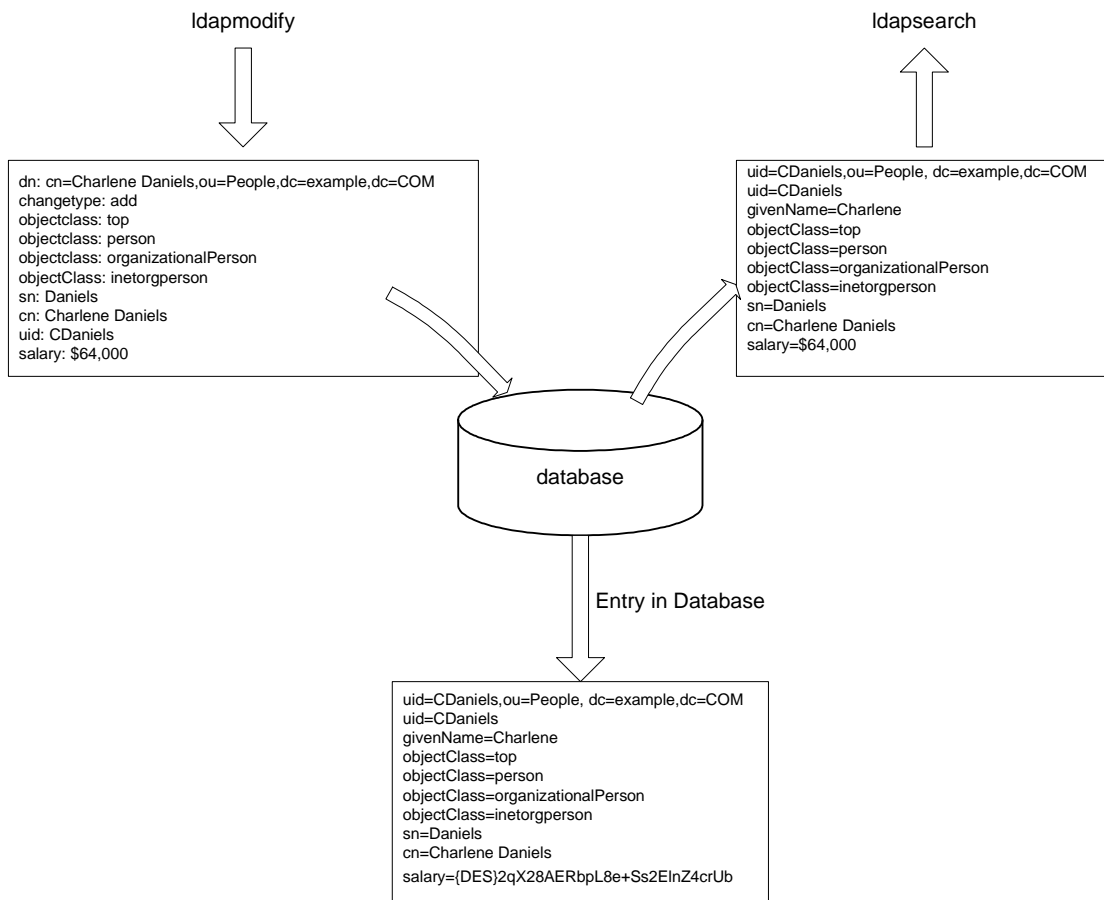 ldapmodify
ldapsearch
dn: cn=Charlene Daniels,ou=People,dc=example,dc=COM
changetype: add
objectclass: top
objectclass: person
objectclass: organizationalPerson
objectClass: inetorgperson
sn: Daniels
cn: Charlene Daniels
uid: CDaniels
salary: $64,000
uid=CDaniels,ou=People, dc=example,dc=COM
uid=CDaniels
givenName=Charlene
objectClass=top
objectClass=person
objectClass=organizationalPerson
objectClass=inetorgperson
sn=Daniels
cn=Charlene Daniels
salary=$64,000
database
Entry in Database
uid=CDaniels,ou=People, dc=example,dc=COM
uid=CDaniels
givenName=Charlene
objectClass=top
objectClass=person
objectClass=organizationalPerson
objectClass=inetorgperson
sn=Daniels
cn=Charlene Daniels
salary={DES}2qX28AERbpL8e+Ss2ElnZ4crUb